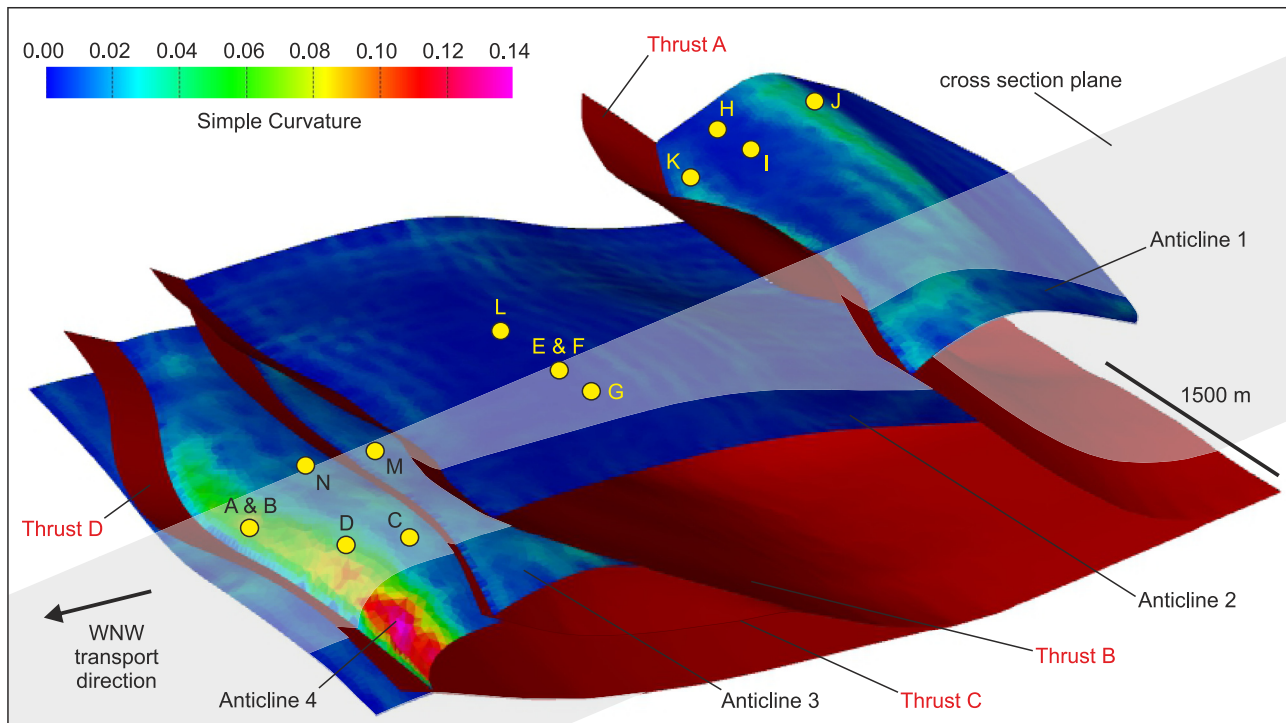 0.00 0.02 0.04 0.06 0.08 0.10 0.12 0.14
Simple Curvature
Thrust A
cross section plane
H
J
I
K
Anticline 1
L
E & F
G
1500 m
M
N
A & B
D
C
Thrust D
WNW
transport
direction
Anticline 4
Anticline 3
Thrust C
Thrust B
Anticline 2